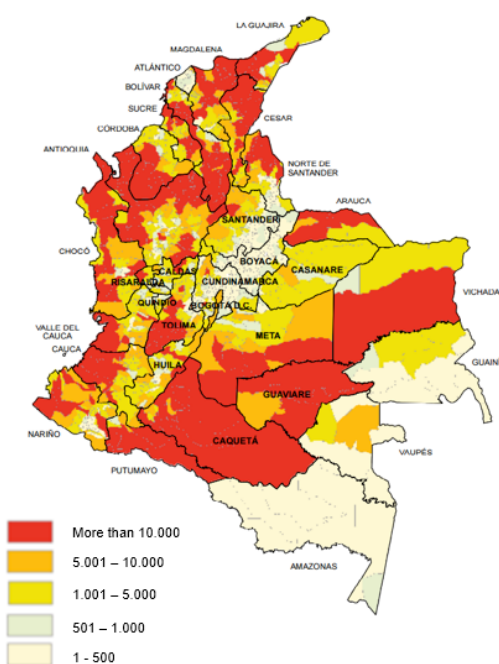 LA GUAJIRA
MAGDALENA
ATLÁNTICO
BOLÍVAR
SUCRE
CESAR
CÓRDOBA
ANTIOQUIA
NORTE DE
SANTANDER
ARAUCA
SANTANDER
CHOCÓ
BOYACÁ
CALDAS
CASANARE
RISARALDA
CUNDINAMARCA
VICHADA
QUINDIO
BOGOTÁ D.C.
VALLE DEL
CAUCA
TOLIMA
META
CAUCA
HUILA
GUAIN
GUAVIARE
NARIÑO
CAQUETÁ
VAUPÉS
PUTUMAYO
AMAZONAS
More than 10.000
5.001 – 10.000
1.001 – 5.000
501 – 1.000
1 - 500